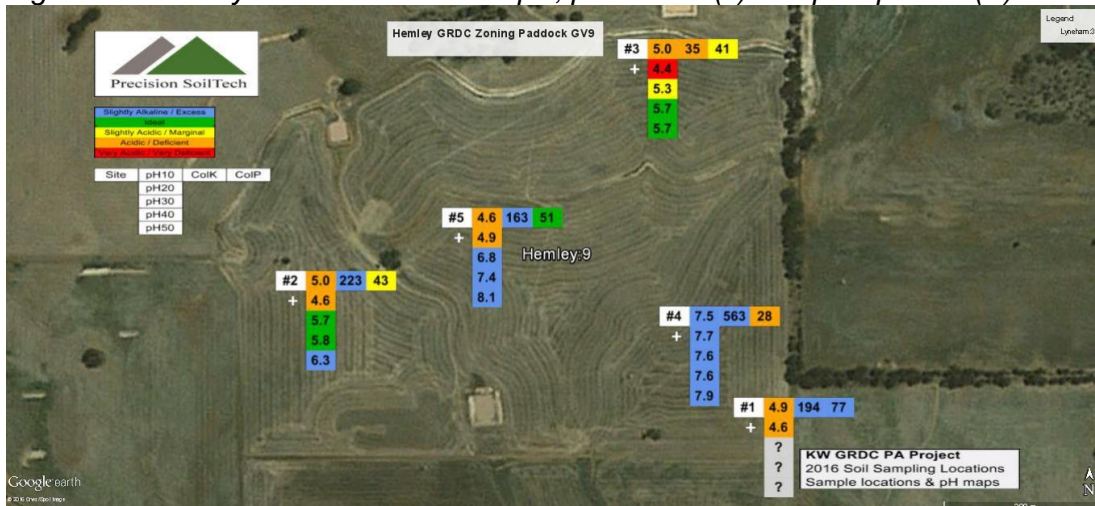 Hemley GRDC Zoning Paddock GV9
Legend
Lyneham:3
Precision SoilTech
Slightly Alkaline / Excess
Ideal
Slightly Acidic / Marginal
Acidic / Deficient
Very Acidic / Very Deficient
Site pH10 ColK ColP
pH20
pH30
pH40
pH50
#3 5.0 35 41
+ 4.4
5.3
5.7
5.7
#5 4.6 163 51
+ 4.9
6.8
7.4
8.1
Hemley:9
#2 5.0 223 43
+ 4.6
5.7
5.8
6.3
#4 7.5 563 28
+ 7.7
7.6
7.6
7.9
#1 4.9 194 77
+ 4.6
?
?
?
KW GRDC PA Project
2016 Soil Sampling Locations
Sample locations & pH maps
Google earth
N